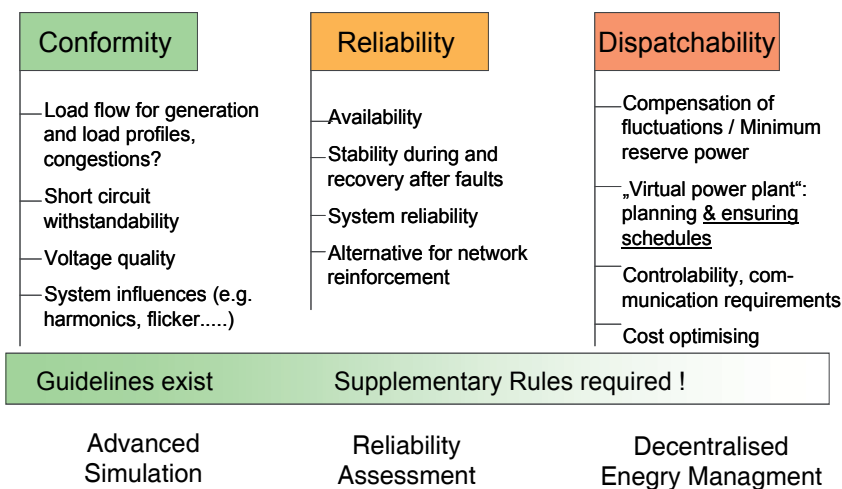 Conformity
Load flow for generation
and load profiles,
congestions?
Short circuit
withstandability
Voltage quality
System influences (e.g.
harmonics, flicker.....)
Reliability
Availability
Stability during and
recovery after faults
System reliability
Alternative for network
reinforcement
Dispatchability
Compensation of
fluctuations / Minimum
reserve power
„Virtual power plant“:
planning & ensuring
schedules
Controlability, com-
munication requirements
Cost optimising
Guidelines exist
Supplementary Rules required !
Advanced
Simulation
Reliability
Assessment
Decentralised
Enegry Managment